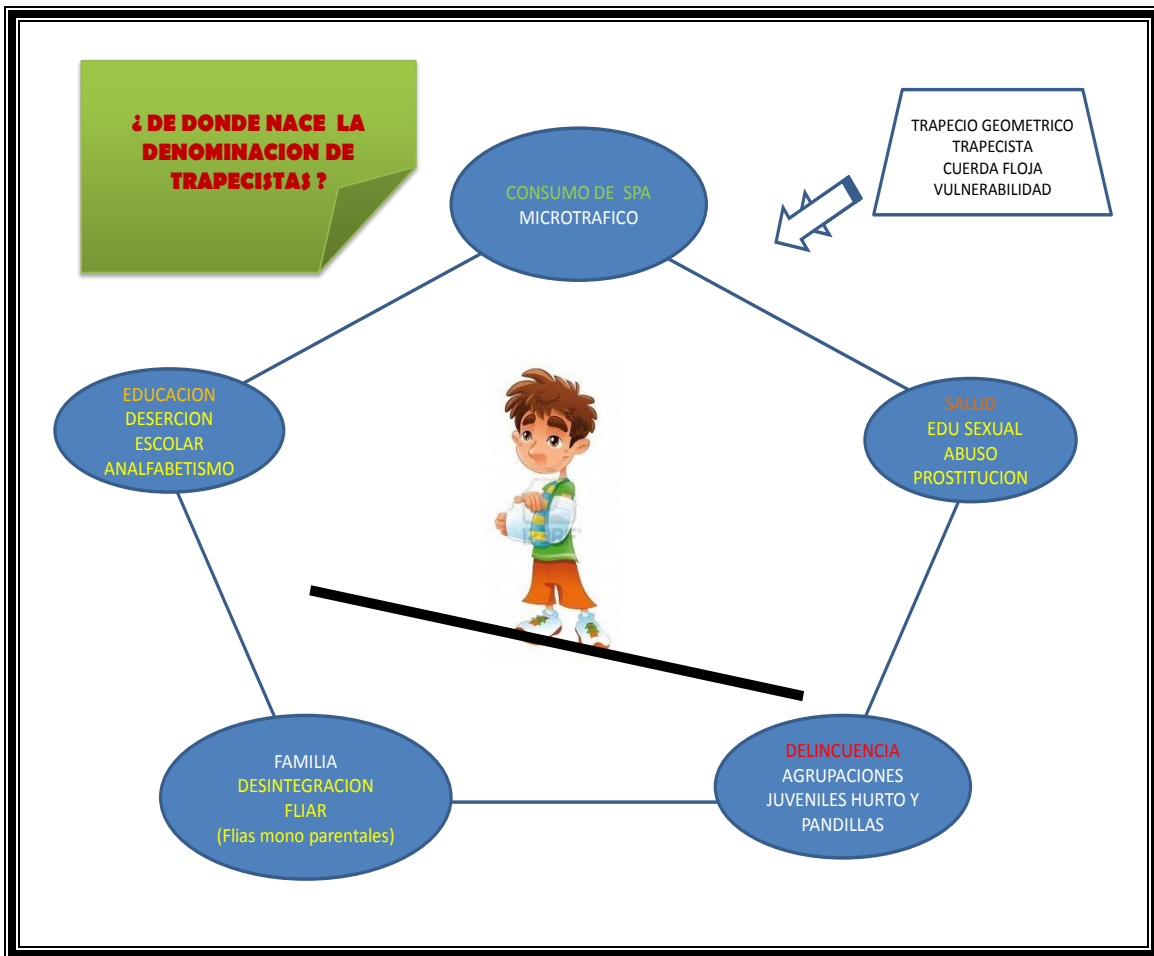 ¿ DE DONDE NACE LA
DENOMINACION DE
TRAPECISTAS ?
TRAPECIO GEOMETRICO
TRAPECISTA
CUERDA FLOJA
VULNERABILIDAD
CONSUMO DE SPA
MICROTRAFICO
EDUCACION
DESERCION
ESCOLAR
ANALFABETISMO
SALUD
EDU SEXUAL
ABUSO
PROSTITUCION
FAMILIA
DESINTEGRACION
FLIAR
(Flias mono parentales)
DELINCUENCIA
AGRUPACIONES
JUVENILES HURTO Y
PANDILLAS